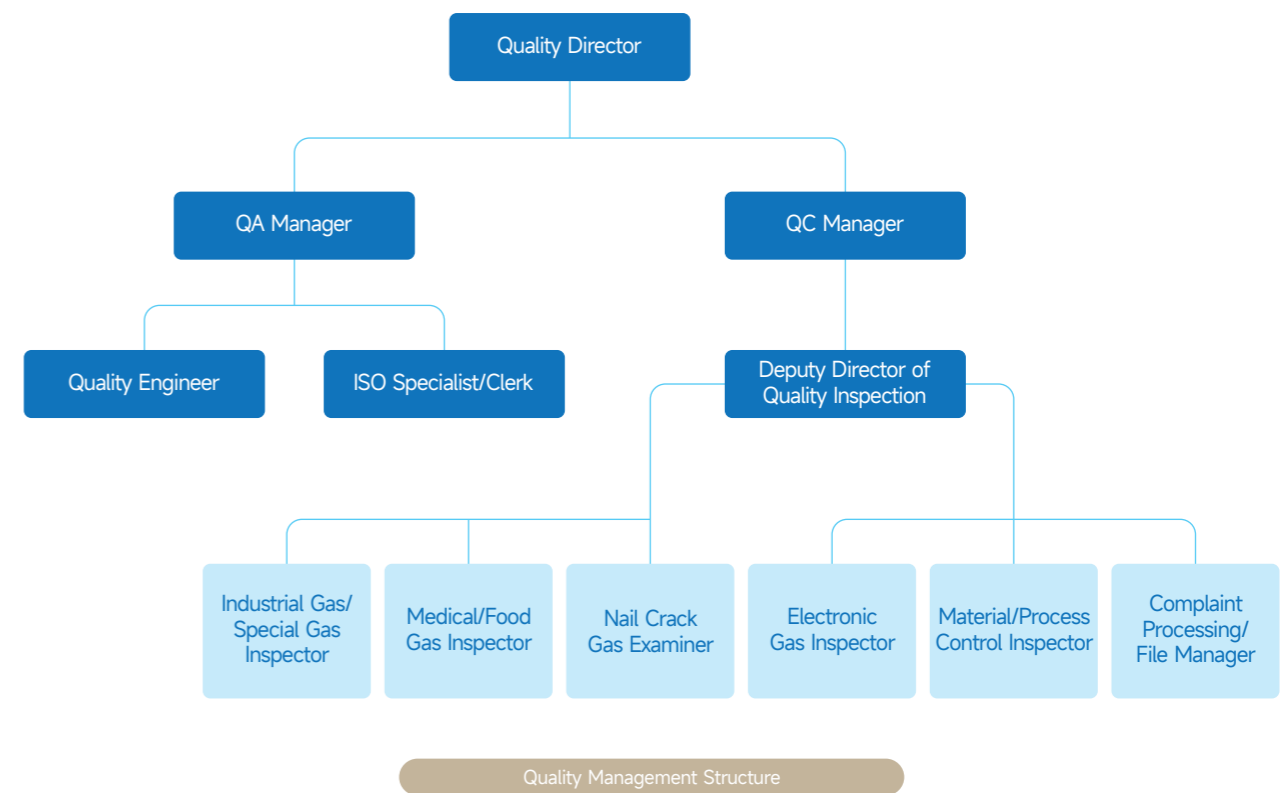 Quality Director
QA Manager
QC Manager
Quality Engineer
ISO Specialist/Clerk
Deputy Director of
Quality Inspection
Industrial Gas/
Special Gas
Inspector
Medical/Food
Gas Inspector
Nail Crack
Gas Examiner
Electronic
Gas Inspector
Material/Process
Control Inspector
Complaint
Processing/
File Manager
Quality Management Structure